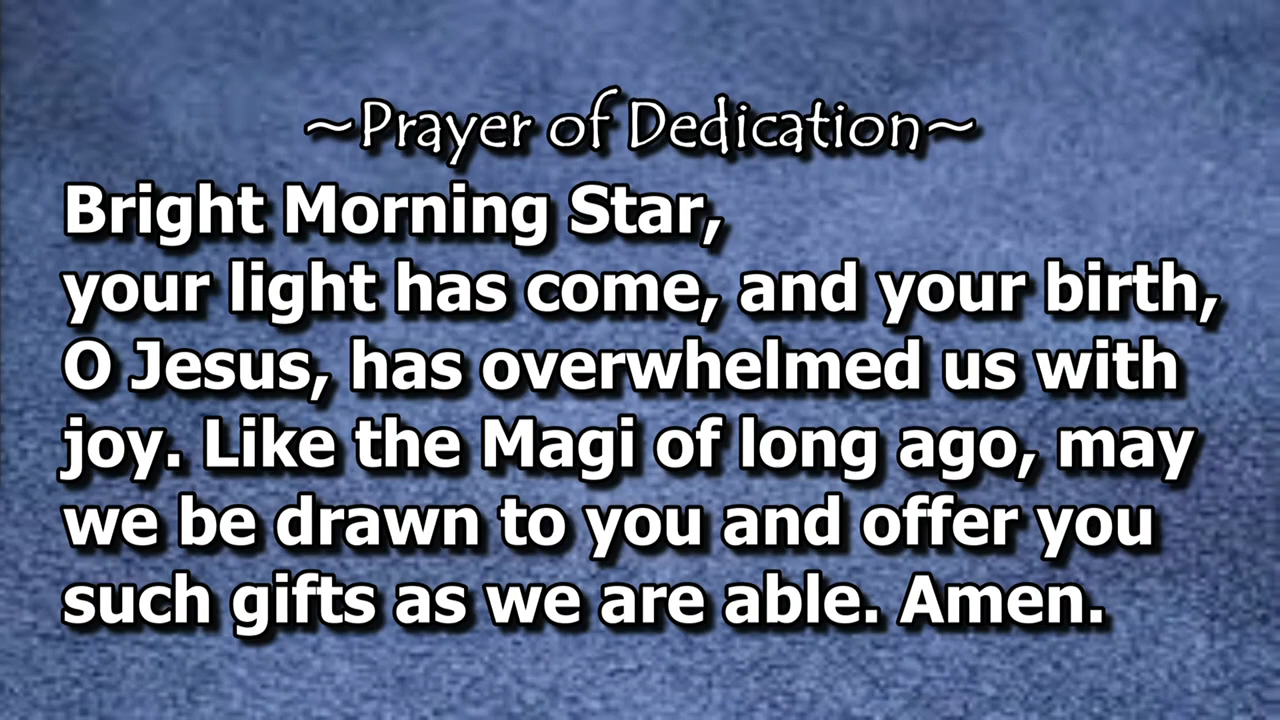 ~Prayer of Dedication~
Bright Morning Star,
your light has come, and your birth,
O Jesus, has overwhelmed us with
joy. Like the Magi of long ago, may
we be drawn to you and offer you
such gifts as we are able. Amen.